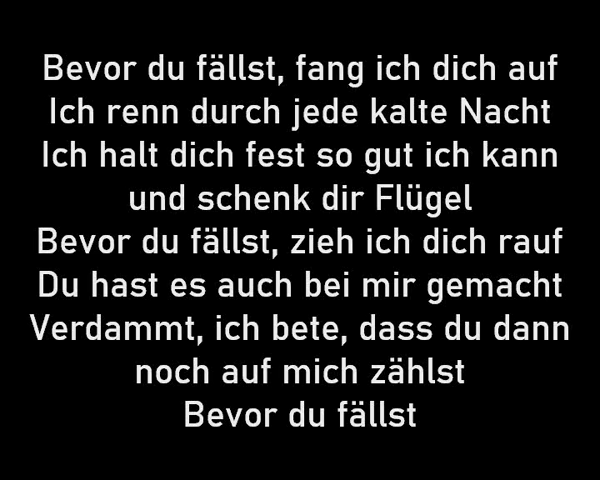 Bevor du fällst, fang ich dich auf
Ich renn durch jede kalte Nacht
Ich halt dich fest so gut ich kann
und schenk dir Flügel
Bevor du fällst, zieh ich dich rauf
Du hast es auch bei mir gemacht
Verdammt, ich bete, dass du dann
noch auf mich zählst
Bevor du fällst